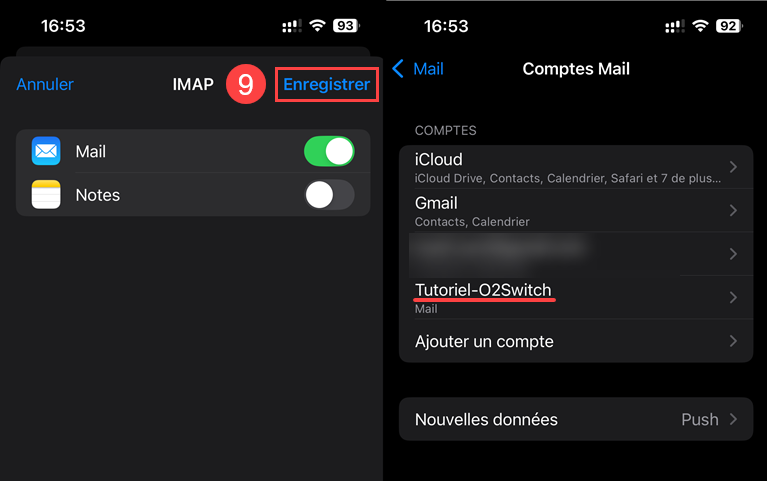 16:53
93
Annuler
IMAP
9
Enregistrer
Mail
Notes
16:53
92
Mail
Comptes Mail
COMPTES
iCloud
iCloud Drive, Contacts, Calendrier, Safari et 7 de plus...
Gmail
Contacts, Calendrier
Tutoriel-O2Switch
Mail
Ajouter un compte
Nouvelles données
Push